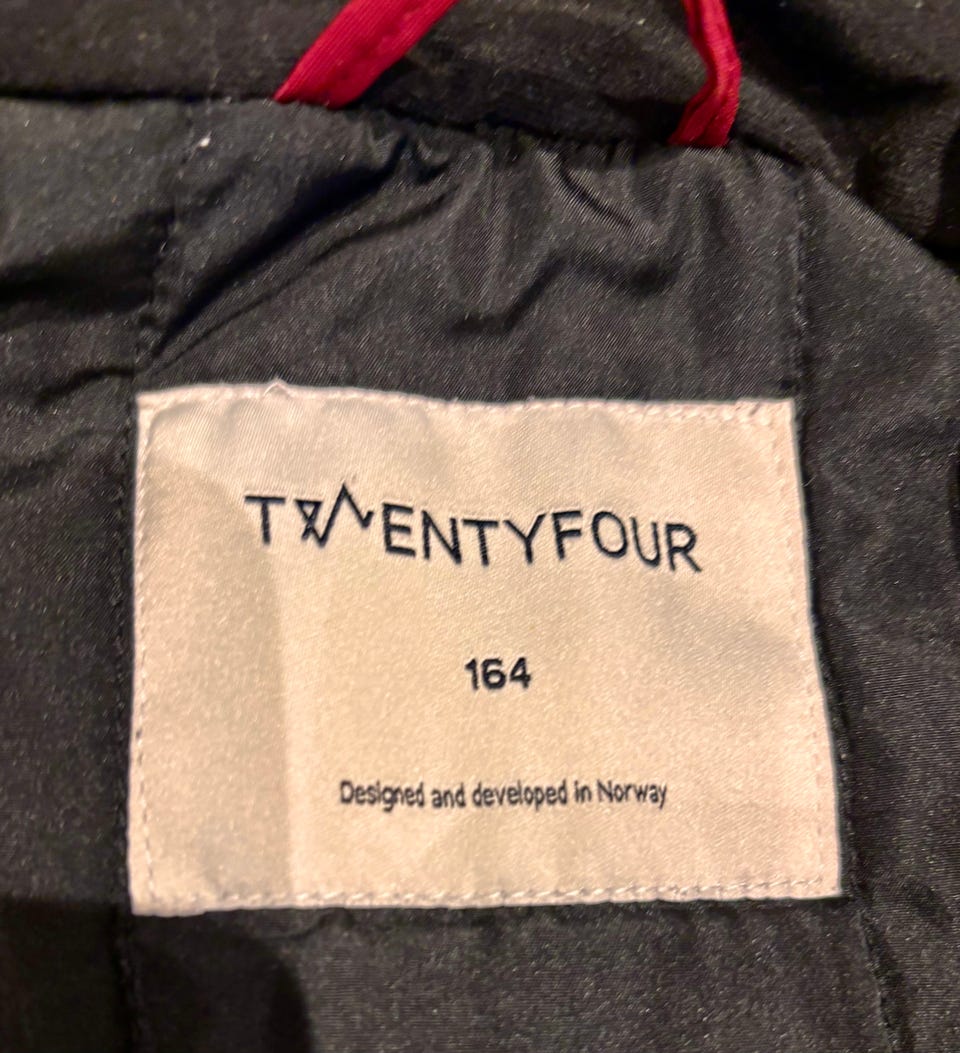 TWENTYFOUR
164
Designed and developed in Norway